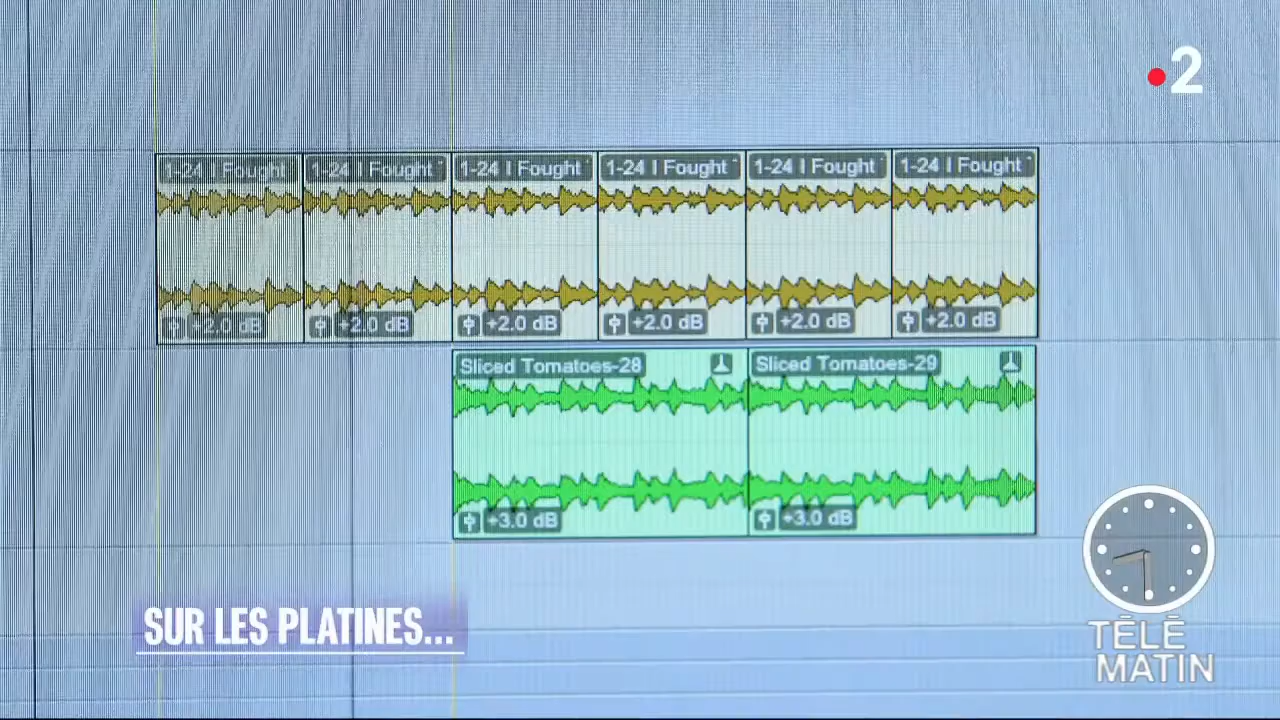 2
1-24 I Fought 1-24 I Fought 1-24 I Fought 1-24 I Fought 1-24 I Fought 1-24 I Fought
+2.0 dB +2.0 dB +2.0 dB +2.0 dB +2.0 dB +2.0 dB
Sliced Tomatoes-28 Sliced Tomatoes-29
+3.0 dB +3.0 dB
SUR LES PLATINES...
TÉLÉ
MATIN